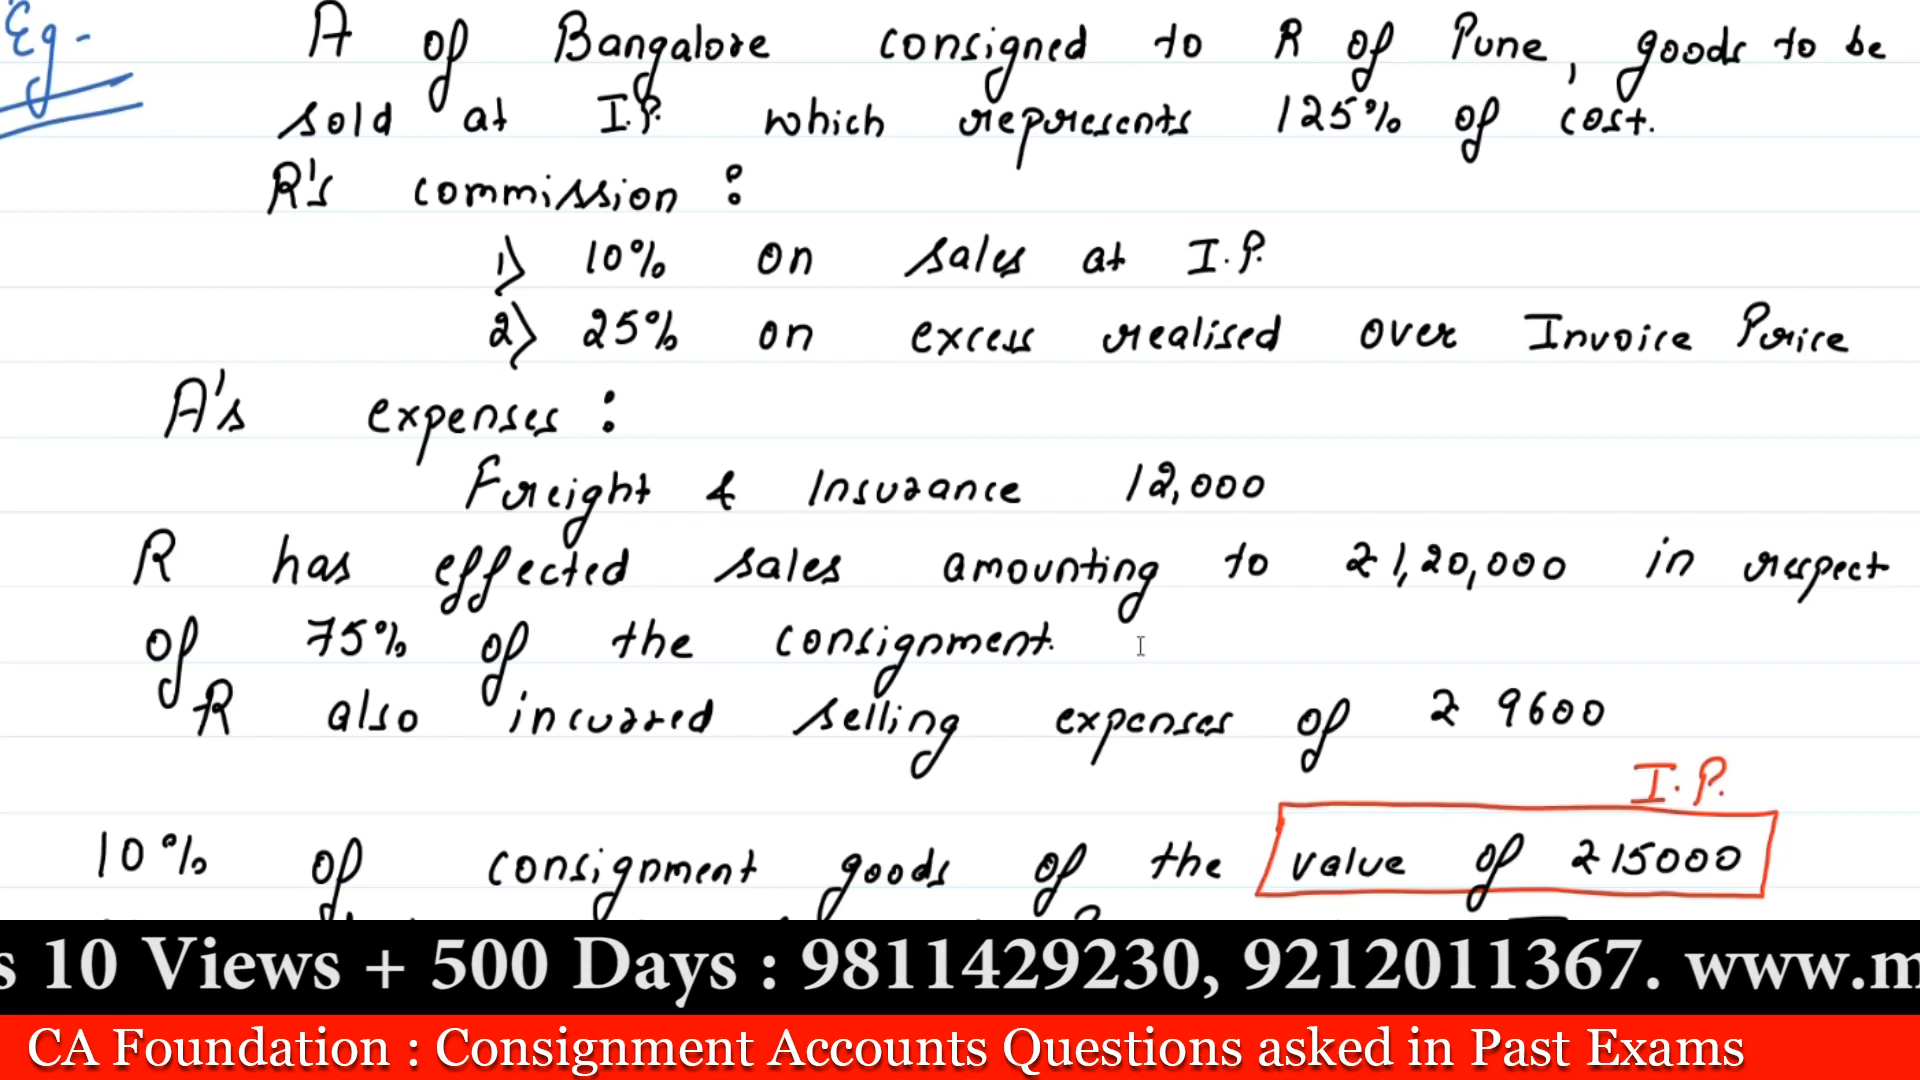 Eg -
A of Bangalore consigned to R of Pune, goods to be
sold at I.P. which represents 125% of cost.
R's commission :
1) 10% on sales at I.P.
2) 25% on excess realised over Invoice Price
A's expenses :
Freight & Insurance 12,000
R has effected sales amounting to ₹ 1,20,000 in respect
of 75% of the consignment.
R also incurred selling expenses of ₹ 9600
I.P.
10% of consignment goods of the value of ₹ 15000
s 10 Views + 500 Days : 9811429230, 9212011367. www.m
CA Foundation : Consignment Accounts Questions asked in Past Exams